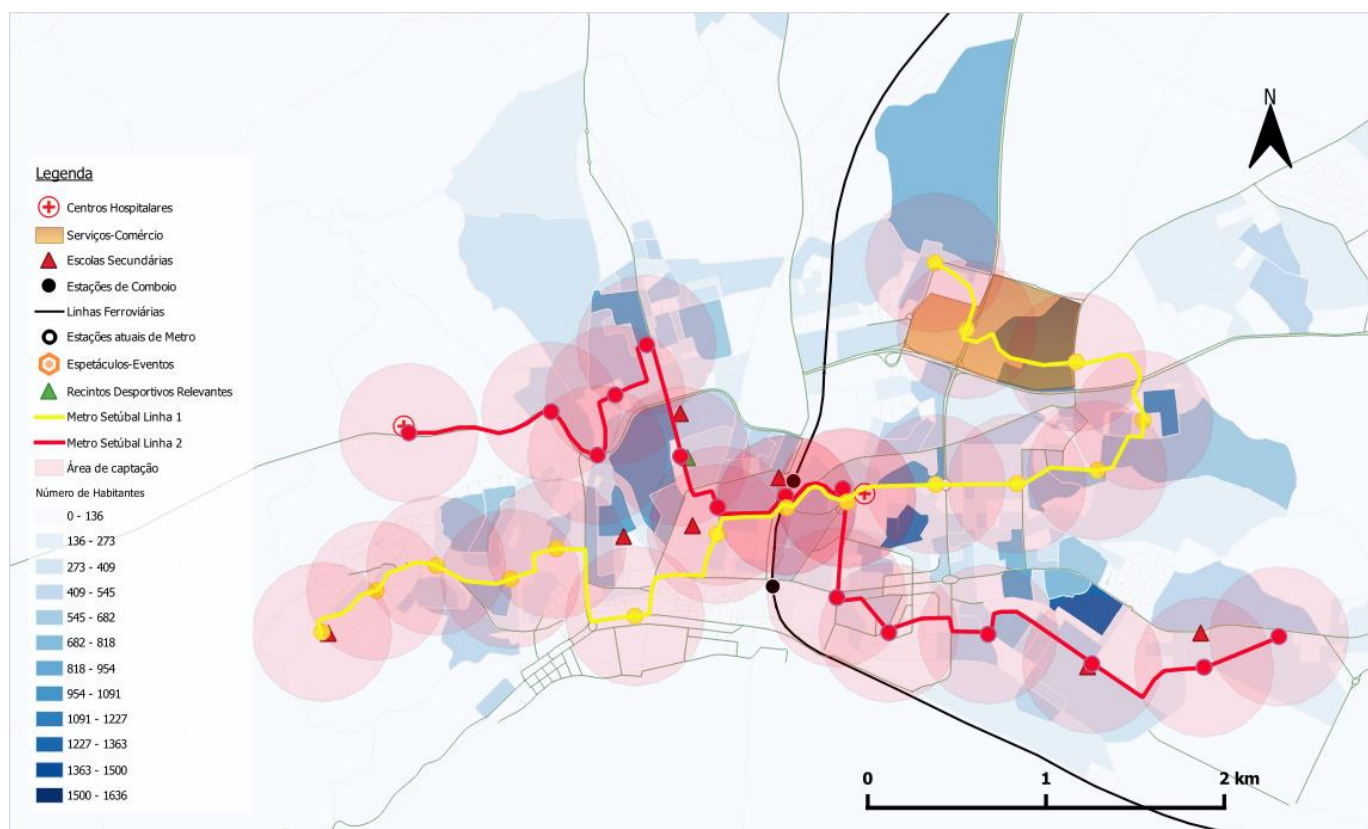 N
Legenda
Centros Hospitalares
Serviços-Comércio
Escolas Secundárias
Estações de Comboio
Linhas Ferroviárias
Estações atuais de Metro
Espetáculos-Eventos
Recintos Desportivos Relevantes
Metro Setúbal Linha 1
Metro Setúbal Linha 2
Área de captação
Número de Habitantes
0 - 136
136 - 273
273 - 409
409 - 545
545 - 682
682 - 818
818 - 954
954 - 1091
1091 - 1227
1227 - 1363
1363 - 1500
1500 - 1636
0 1 2 km